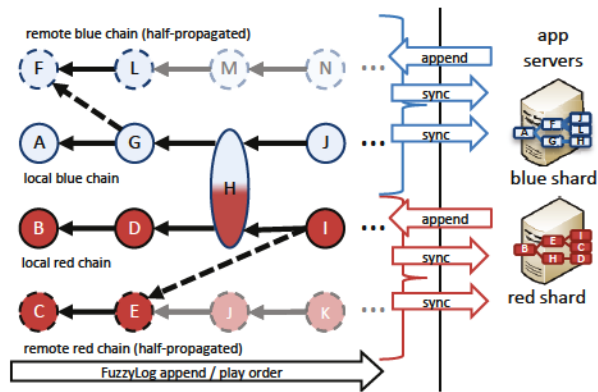 remote blue chain (half-propagated)
F L M N ...
append
sync
A G J ...
sync
local blue chain
H
append
B D I ...
sync
local red chain
C E J K ...
sync
remote red chain (half-propagated)
FuzzyLog append / play order
app
servers
A F J
L
G H
blue shard
B E I
C
H D
red shard